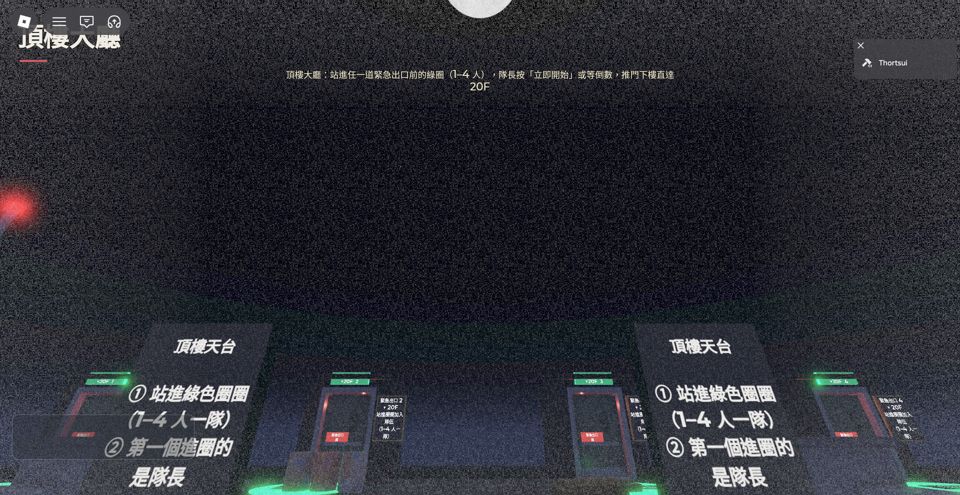 頂樓大廳
頂樓大廳：站進任一道緊急出口前的綠圈（1–4 人），隊長按「立即開始」或等倒數，推門下樓直達
20F
Thortsui
頂樓天台
① 站進綠色圈圈
(1–4 人一隊)
② 第一個進圈的
是隊長
頂樓天台
① 站進綠色圈圈
(1–4 人一隊)
② 第一個進圈的
是隊長
緊急出口 2